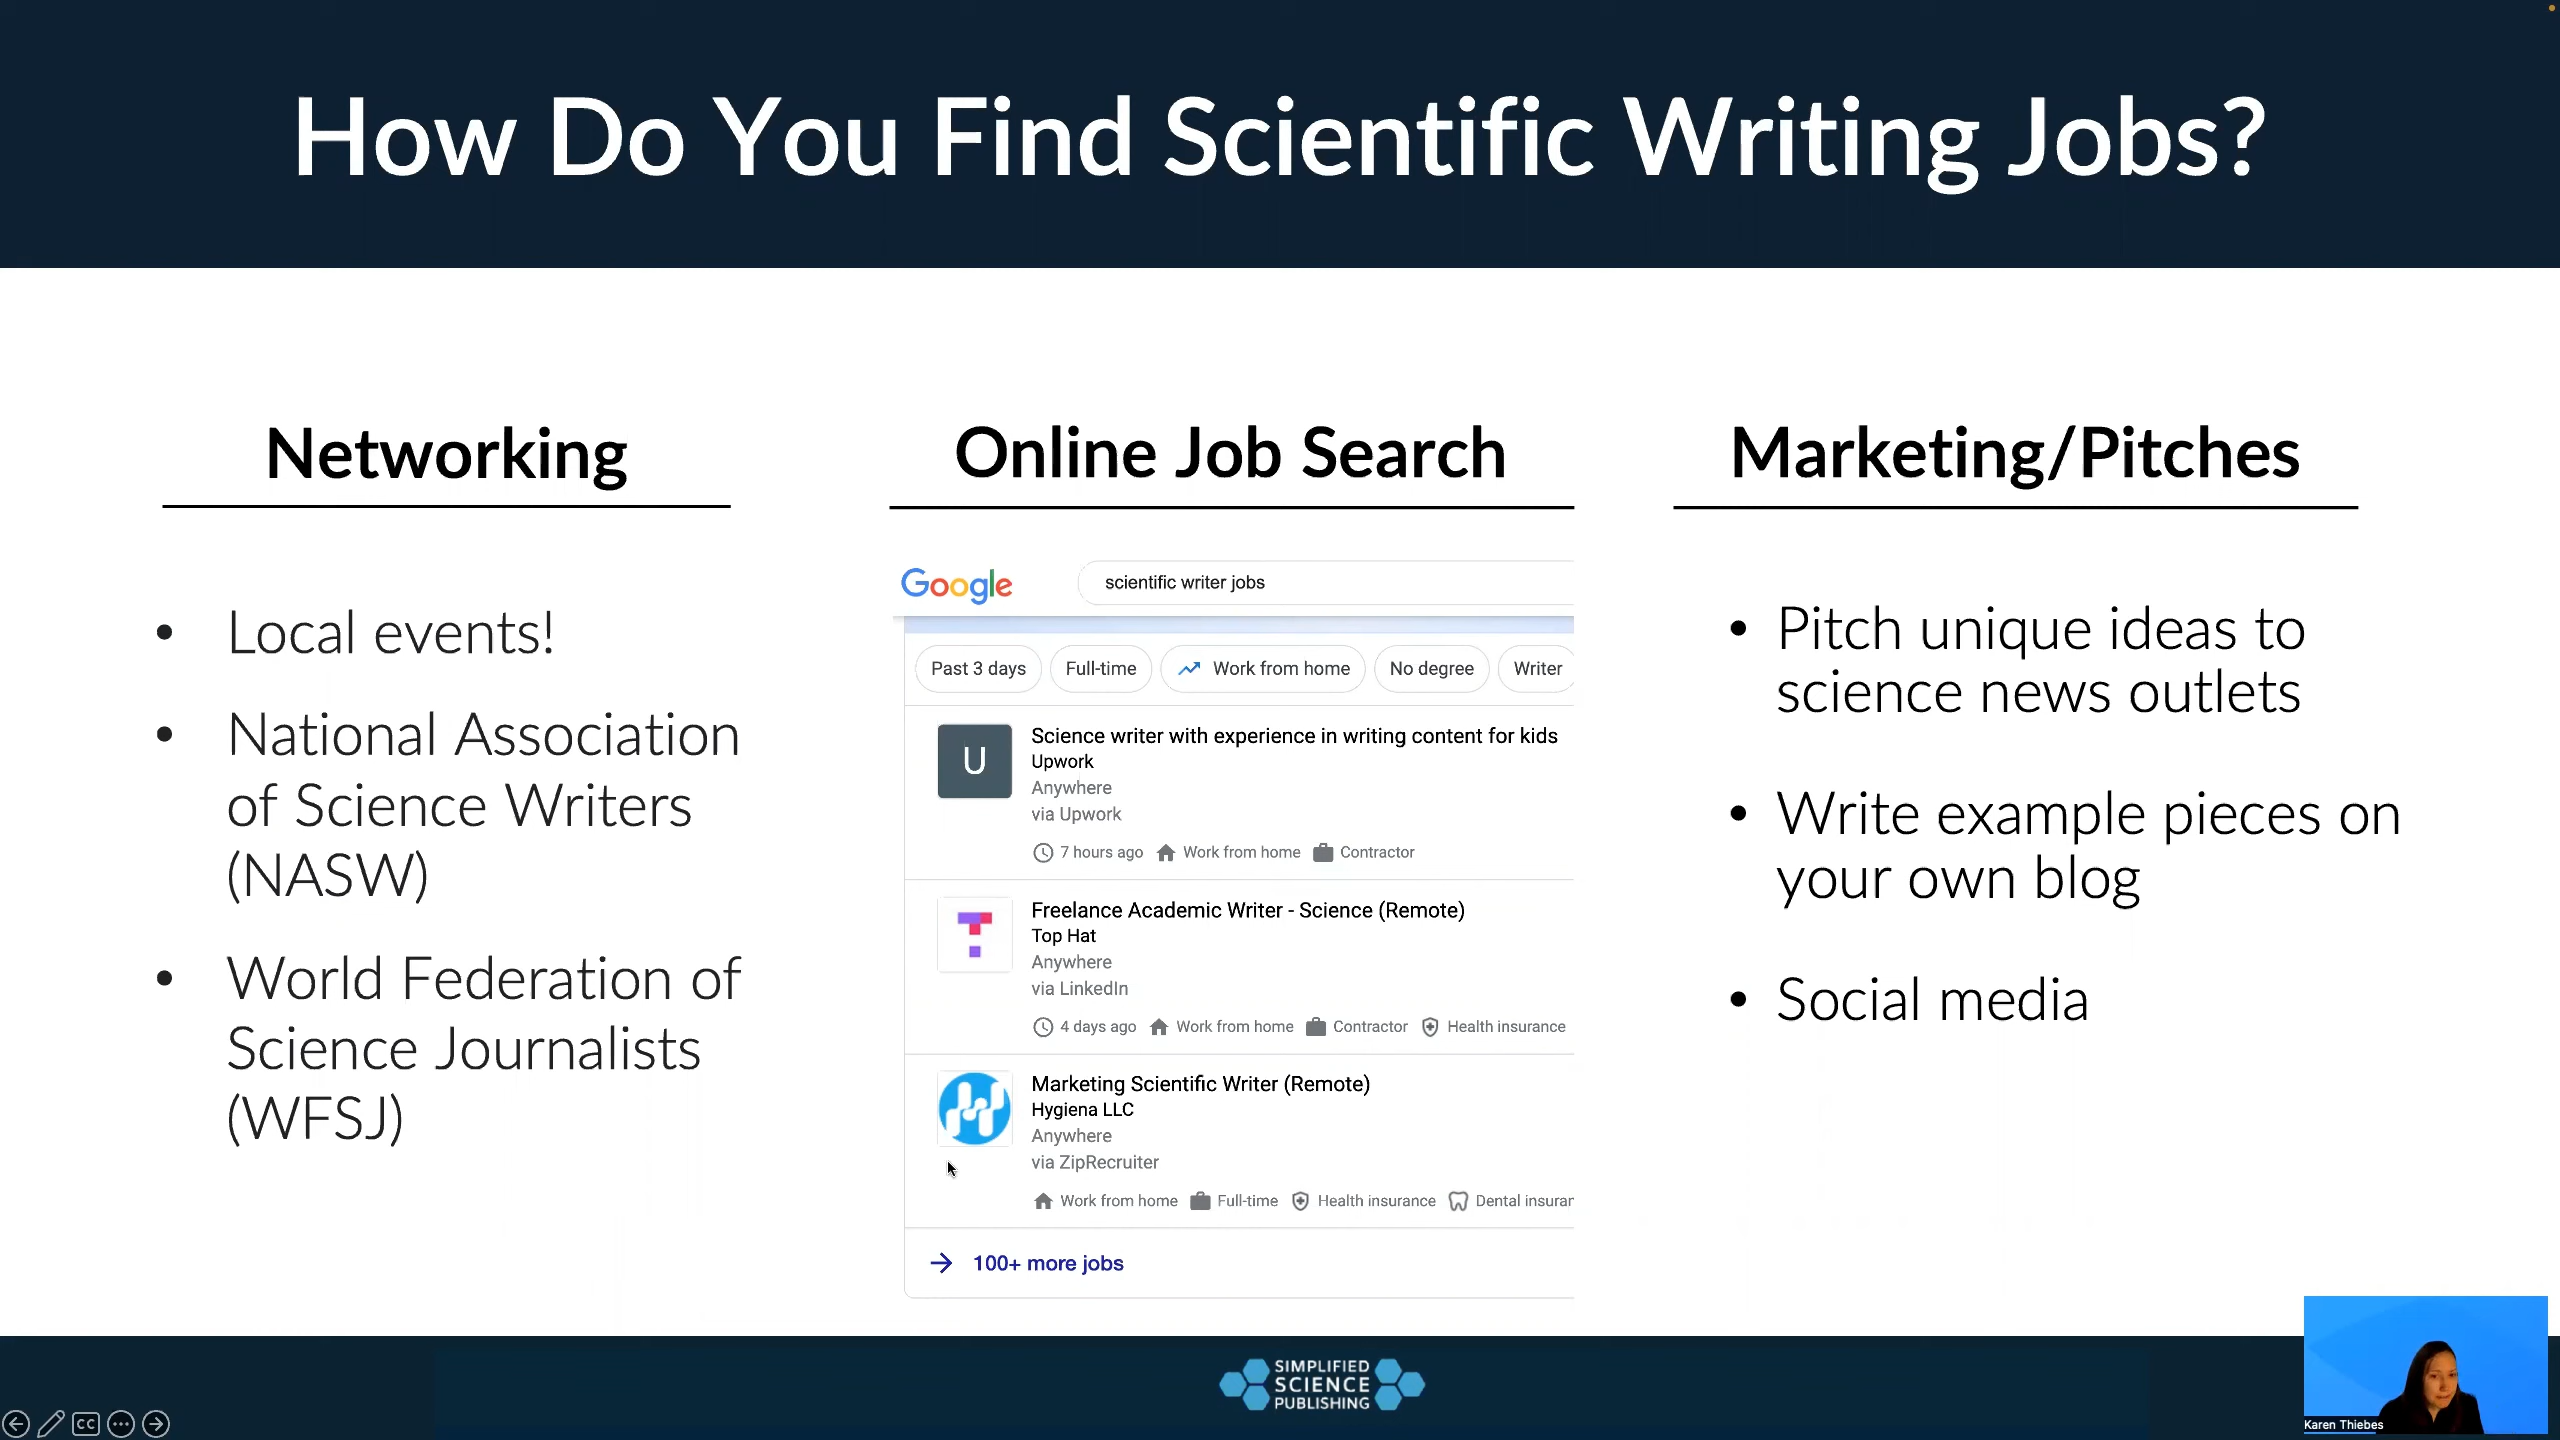 How Do You Find Scientific Writing Jobs?
Networking
• Local events!
• National Association
of Science Writers
(NASW)
• World Federation of
Science Journalists
(WFSJ)
Online Job Search
Google
scientific writer jobs
Past 3 days
Full-time
Work from home
No degree
Writer
U
Science writer with experience in writing content for kids
Upwork
Anywhere
via Upwork
7 hours ago Work from home Contractor
Freelance Academic Writer - Science (Remote)
Top Hat
Anywhere
via LinkedIn
4 days ago Work from home Contractor Health insurance
Marketing Scientific Writer (Remote)
Hygiena LLC
Anywhere
via ZipRecruiter
Work from home Full-time Health insurance Dental insuran
100+ more jobs
Marketing/Pitches
• Pitch unique ideas to
science news outlets
• Write example pieces on
your own blog
• Social media
SIMPLIFIED
SCIENCE
PUBLISHING
CC
Karen Thiebes